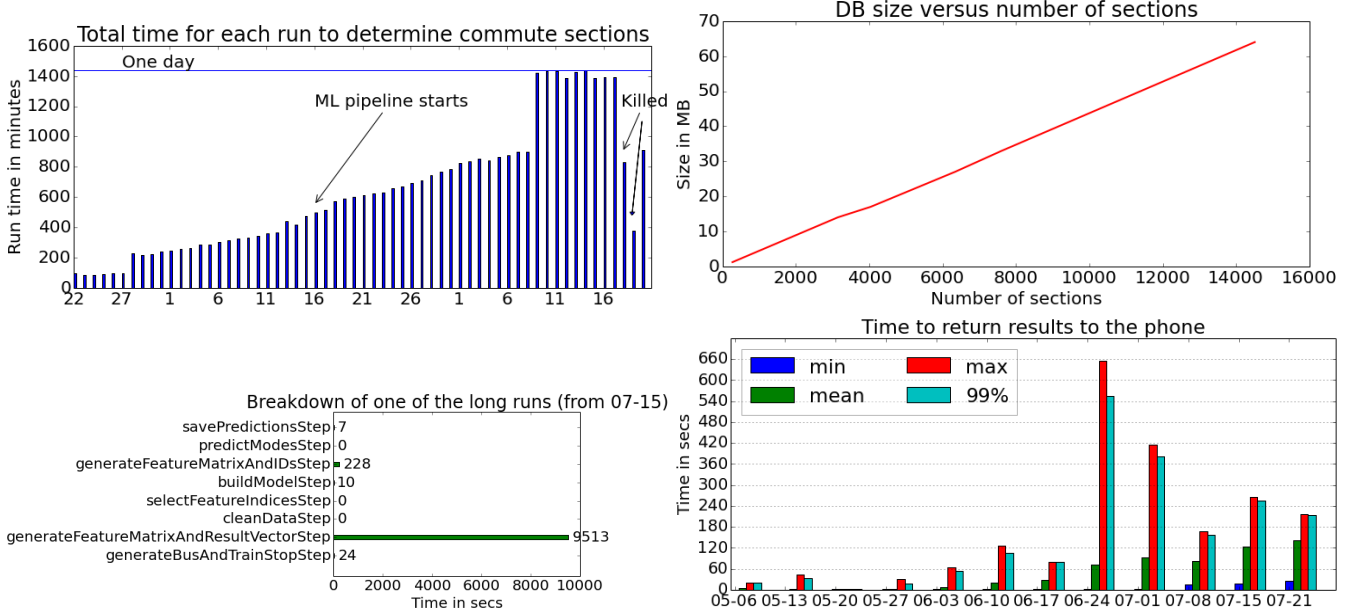 Total time for each run to determine commute sections
1600
1400
1200
1000
800
600
400
200
0
Run time in minutes
One day
ML pipeline starts
Killed
22 27 1 6 11 16 21 26 1 6 11 16
DB size versus number of sections
70
60
50
40
30
20
10
0
Size in MB
0 2000 4000 6000 8000 10000 12000 14000 16000
Number of sections
Breakdown of one of the long runs (from 07-15)
savePredictionsStep 7
predictModesStep 0
generateFeatureMatrixAndIDsStep 228
buildModelStep 10
selectFeatureIndicesStep 0
cleanDataStep 0
generateFeatureMatrixAndResultVectorStep 9513
generateBusAndTrainStopStep 24
0 2000 4000 6000 8000 10000
Time in secs
Time to return results to the phone
min max
mean 99%
660
600
540
480
420
360
300
240
180
120
60
0
Time in secs
05-06 05-13 05-20 05-27 06-03 06-10 06-17 06-24 07-01 07-08 07-15 07-21